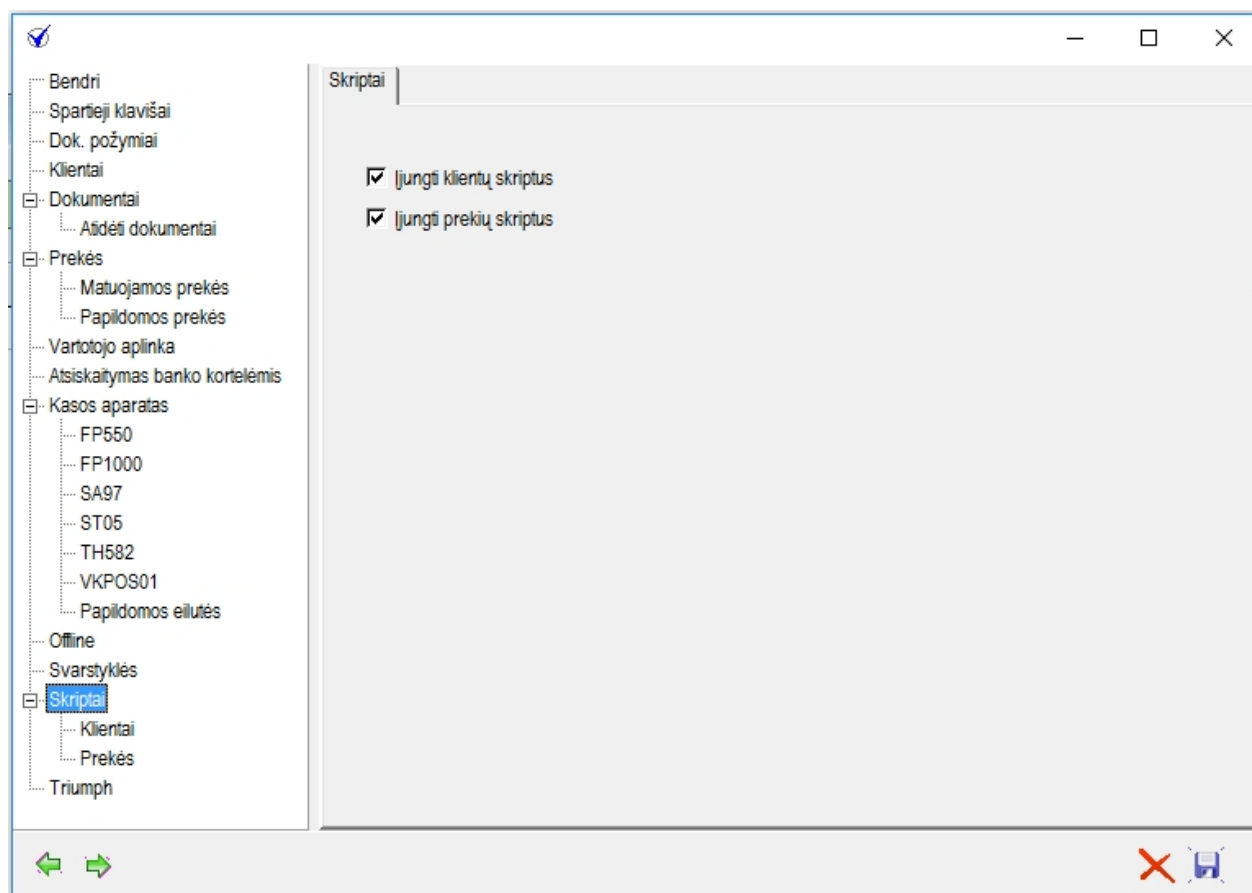 Bendri
Spartieji klavišai
Dok. požymiai
Klientai
Dokumentai
Atidėti dokumentai
Prekės
Matuojamos prekės
Papildomos prekės
Vartotojo aplinka
Atsiskaitymas banko kortelėmis
Kasos aparatas
FP550
FP1000
SA97
ST05
TH582
VKPOS01
Papildomos eilutės
Offline
Svarstyklės
Skriptai
Klientai
Prekės
Triumph
Skriptai
Įjungti klientų skriptus
Įjungti prekių skriptus